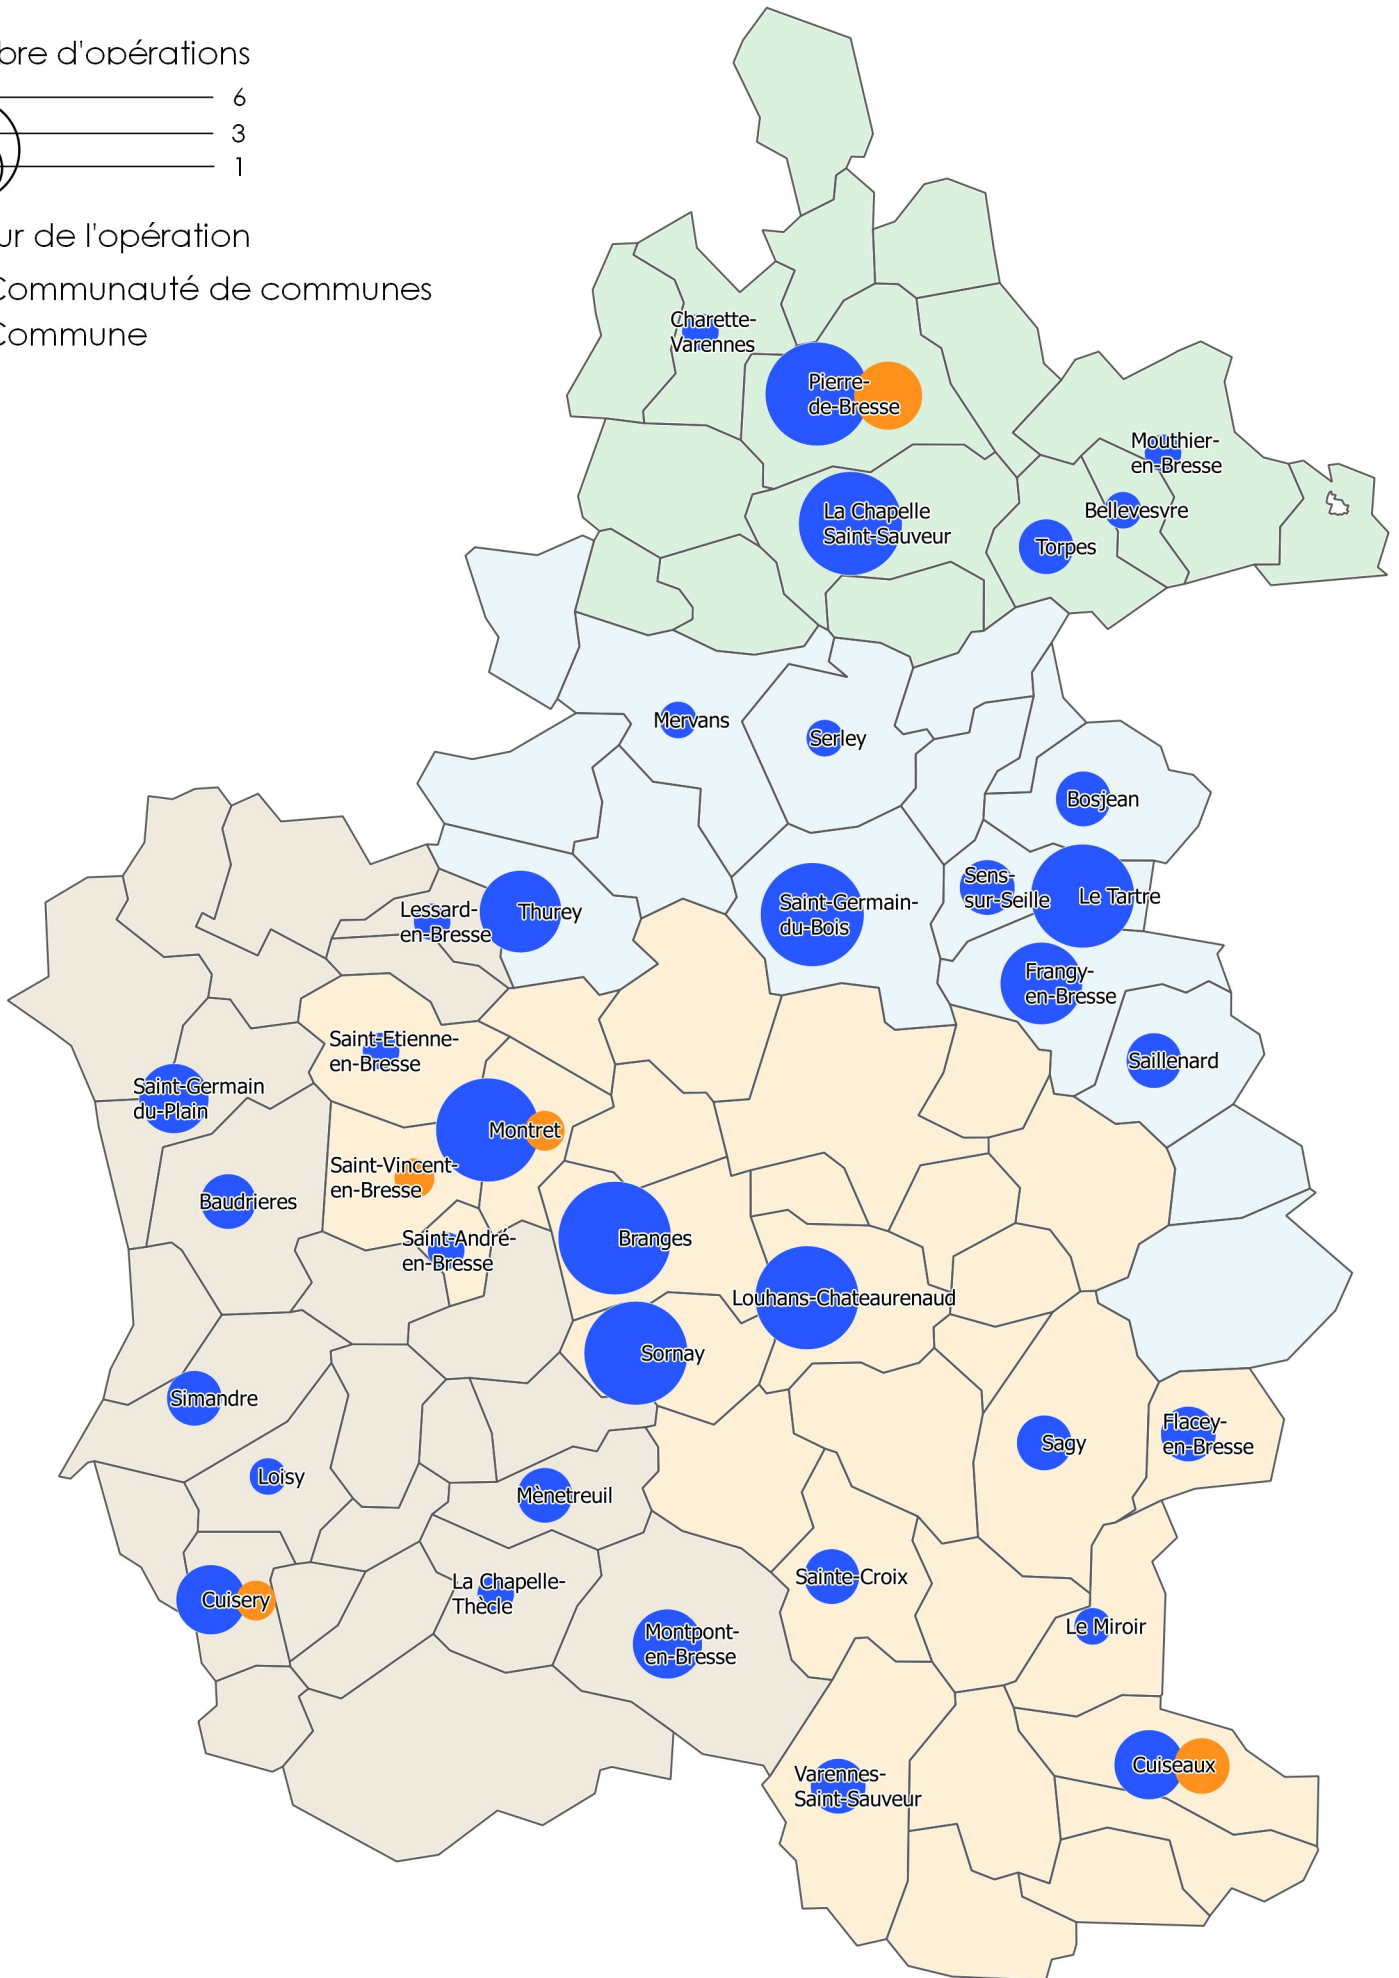 bre d'opérations
6
3
1
ur de l'opération
Communauté de communes
Commune
Charette-
Varennes
Pierre-
de-Bresse
Mouthier-
en-Bresse
La Chapelle
Saint-Sauveur
Bellevesvre
Torpes
Mervans
Serley
Bosjean
Sens-
sur-Seille
Le Tartre
Saint-Germain-
du-Bois
Lessard-
en-Bresse
Thurey
Frangy-
en-Bresse
Saint-Etienne-
en-Bresse
Saillenard
Saint-Germain
du-Plain
Montret
Saint-Vincent-
en-Bresse
Baudrieres
Saint-André-
en-Bresse
Branges
Louhans-Chateaurenaud
Sornay
Simandre
Sagy
Flacey-
en-Bresse
Loisy
Mènetreuil
Sainte-Croix
La Chapelle-
Thècle
Cuisery
Le Miroir
Montpont-
en-Bresse
Cuiseaux
Varennes-
Saint-Sauveur